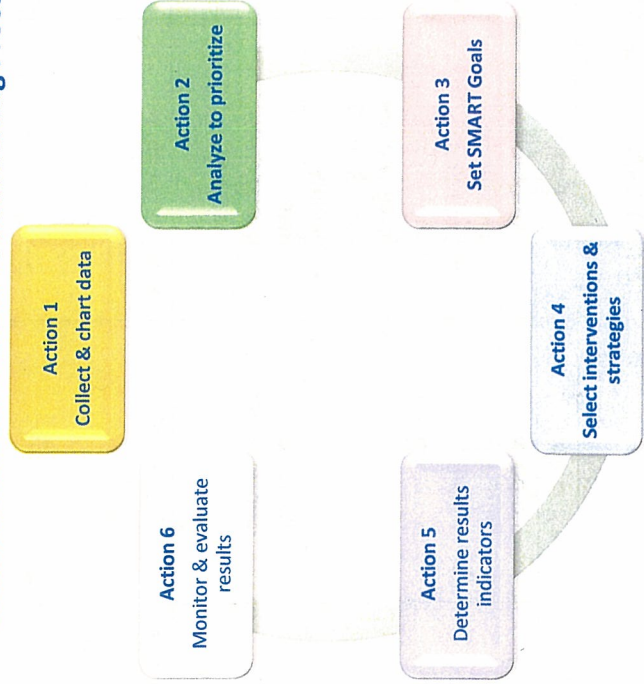 Action 1
Collect & chart data
Action 2
Analyze to prioritize
Action 3
Set SMART Goals
Action 4
Select interventions &
strategies
Action 5
Determine results
indicators
Action 6
Monitor & evaluate
results